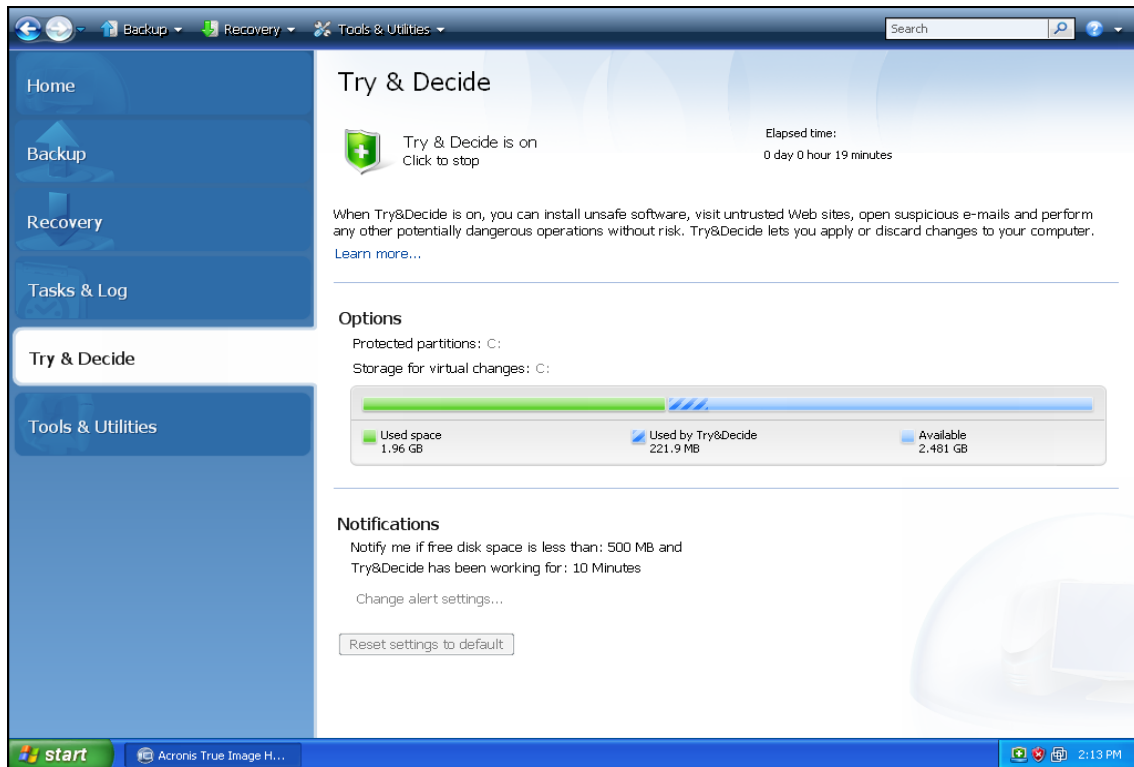 Backup Recovery Tools & Utilities Search
Home
Backup
Recovery
Tasks & Log
Try & Decide
Tools & Utilities
Try & Decide
Try & Decide is on
Click to stop
Elapsed time:
0 day 0 hour 19 minutes
When Try&Decide is on, you can install unsafe software, visit untrusted Web sites, open suspicious e-mails and perform
any other potentially dangerous operations without risk. Try&Decide lets you apply or discard changes to your computer.
Learn more...
Options
Protected partitions: C:
Storage for virtual changes: C:
Used space
1.96 GB
Used by Try&Decide
221.9 MB
Available
2.481 GB
Notifications
Notify me if free disk space is less than: 500 MB and
Try&Decide has been working for: 10 Minutes
Change alert settings...
Reset settings to default
start Acronis True Image H... 2:13 PM